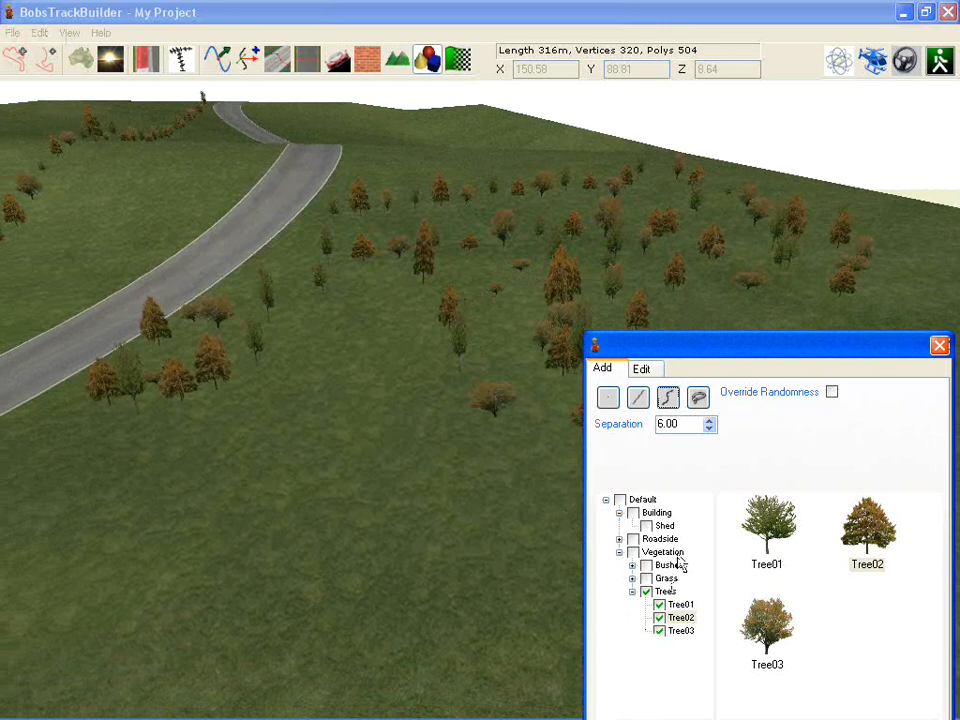 BobsTrackBuilder - My Project
File Edit View Help
Length 316m, Vertices 320, Polys 504
X 150.58 Y 88.81 Z 8.64
Add Edit
Override Randomness
Separation 6.00
Default
Building
Shed
Roadside
Vegetation
Bushes
Grass
Trees
Tree01
Tree02
Tree03
Tree01 Tree02
Tree03